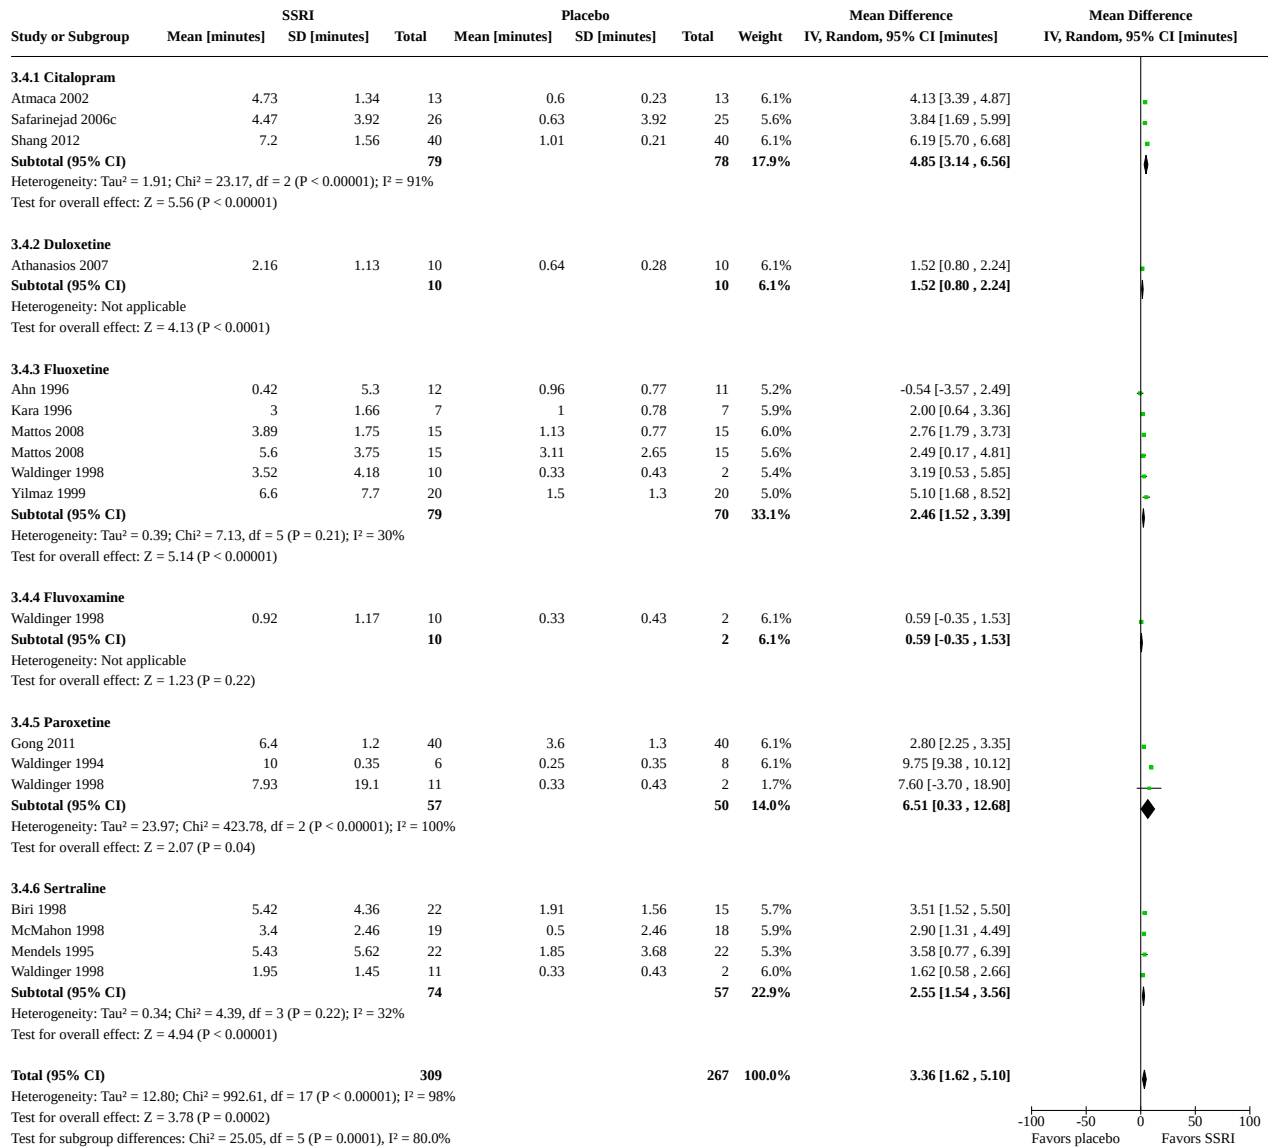 SSRI Placebo Mean Difference Mean Difference
Study or Subgroup Mean [minutes] SD [minutes] Total Mean [minutes] SD [minutes] Total Weight IV, Random, 95% CI [minutes] IV, Random, 95% CI [minutes]
3.4.1 Citalopram
Atmaca 2002 4.73 1.34 13 0.6 0.23 13 6.1% 4.13 [3.39 , 4.87]
Safarinejad 2006c 4.47 3.92 26 0.63 3.92 25 5.6% 3.84 [1.69 , 5.99]
Shang 2012 7.2 1.56 40 1.01 0.21 40 6.1% 6.19 [5.70 , 6.68]
Subtotal (95% CI) 79 78 17.9% 4.85 [3.14 , 6.56]
Heterogeneity: Tau² = 1.91; Chi² = 23.17, df = 2 (P < 0.00001); I² = 91%
Test for overall effect: Z = 5.56 (P < 0.00001)
3.4.2 Duloxetine
Athanasios 2007 2.16 1.13 10 0.64 0.28 10 6.1% 1.52 [0.80 , 2.24]
Subtotal (95% CI) 10 10 6.1% 1.52 [0.80 , 2.24]
Heterogeneity: Not applicable
Test for overall effect: Z = 4.13 (P < 0.0001)
3.4.3 Fluoxetine
Ahn 1996 0.42 5.3 12 0.96 0.77 11 5.2% -0.54 [-3.57 , 2.49]
Kara 1996 3 1.66 7 1 0.78 7 5.9% 2.00 [0.64 , 3.36]
Mattos 2008 3.89 1.75 15 1.13 0.77 15 6.0% 2.76 [1.79 , 3.73]
Mattos 2008 5.6 3.75 15 3.11 2.65 15 5.6% 2.49 [0.17 , 4.81]
Waldinger 1998 3.52 4.18 10 0.33 0.43 2 5.4% 3.19 [0.53 , 5.85]
Yilmaz 1999 6.6 7.7 20 1.5 1.3 20 5.0% 5.10 [1.68 , 8.52]
Subtotal (95% CI) 79 70 33.1% 2.46 [1.52 , 3.39]
Heterogeneity: Tau² = 0.39; Chi² = 7.13, df = 5 (P = 0.21); I² = 30%
Test for overall effect: Z = 5.14 (P < 0.00001)
3.4.4 Fluvoxamine
Waldinger 1998 0.92 1.17 10 0.33 0.43 2 6.1% 0.59 [-0.35 , 1.53]
Subtotal (95% CI) 10 2 6.1% 0.59 [-0.35 , 1.53]
Heterogeneity: Not applicable
Test for overall effect: Z = 1.23 (P = 0.22)
3.4.5 Paroxetine
Gong 2011 6.4 1.2 40 3.6 1.3 40 6.1% 2.80 [2.25 , 3.35]
Waldinger 1994 10 0.35 6 0.25 0.35 8 6.1% 9.75 [9.38 , 10.12]
Waldinger 1998 7.93 19.1 11 0.33 0.43 2 1.7% 7.60 [-3.70 , 18.90]
Subtotal (95% CI) 57 50 14.0% 6.51 [0.33 , 12.68]
Heterogeneity: Tau² = 23.97; Chi² = 423.78, df = 2 (P < 0.00001); I² = 100%
Test for overall effect: Z = 2.07 (P = 0.04)
3.4.6 Sertraline
Biri 1998 5.42 4.36 22 1.91 1.56 15 5.7% 3.51 [1.52 , 5.50]
McMahon 1998 3.4 2.46 19 0.5 2.46 18 5.9% 2.90 [1.31 , 4.49]
Mendels 1995 5.43 5.62 22 1.85 3.68 22 5.3% 3.58 [0.77 , 6.39]
Waldinger 1998 1.95 1.45 11 0.33 0.43 2 6.0% 1.62 [0.58 , 2.66]
Subtotal (95% CI) 74 57 22.9% 2.55 [1.54 , 3.56]
Heterogeneity: Tau² = 0.34; Chi² = 4.39, df = 3 (P = 0.22); I² = 32%
Test for overall effect: Z = 4.94 (P < 0.00001)
Total (95% CI) 309 267 100.0% 3.36 [1.62 , 5.10]
Heterogeneity: Tau² = 12.80; Chi² = 992.61, df = 17 (P < 0.00001); I² = 98%
Test for overall effect: Z = 3.78 (P = 0.0002) -100 -50 0 50 100
Test for subgroup differences: Chi² = 25.05, df = 5 (P = 0.0001), I² = 80.0% Favors placebo Favors SSRI